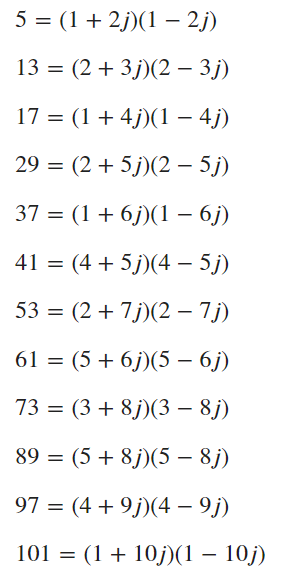 5 = (1 + 2j)(1 − 2j)
13 = (2 + 3j)(2 − 3j)
17 = (1 + 4j)(1 − 4j)
29 = (2 + 5j)(2 − 5j)
37 = (1 + 6j)(1 − 6j)
41 = (4 + 5j)(4 − 5j)
53 = (2 + 7j)(2 − 7j)
61 = (5 + 6j)(5 − 6j)
73 = (3 + 8j)(3 − 8j)
89 = (5 + 8j)(5 − 8j)
97 = (4 + 9j)(4 − 9j)
101 = (1 + 10j)(1 − 10j)